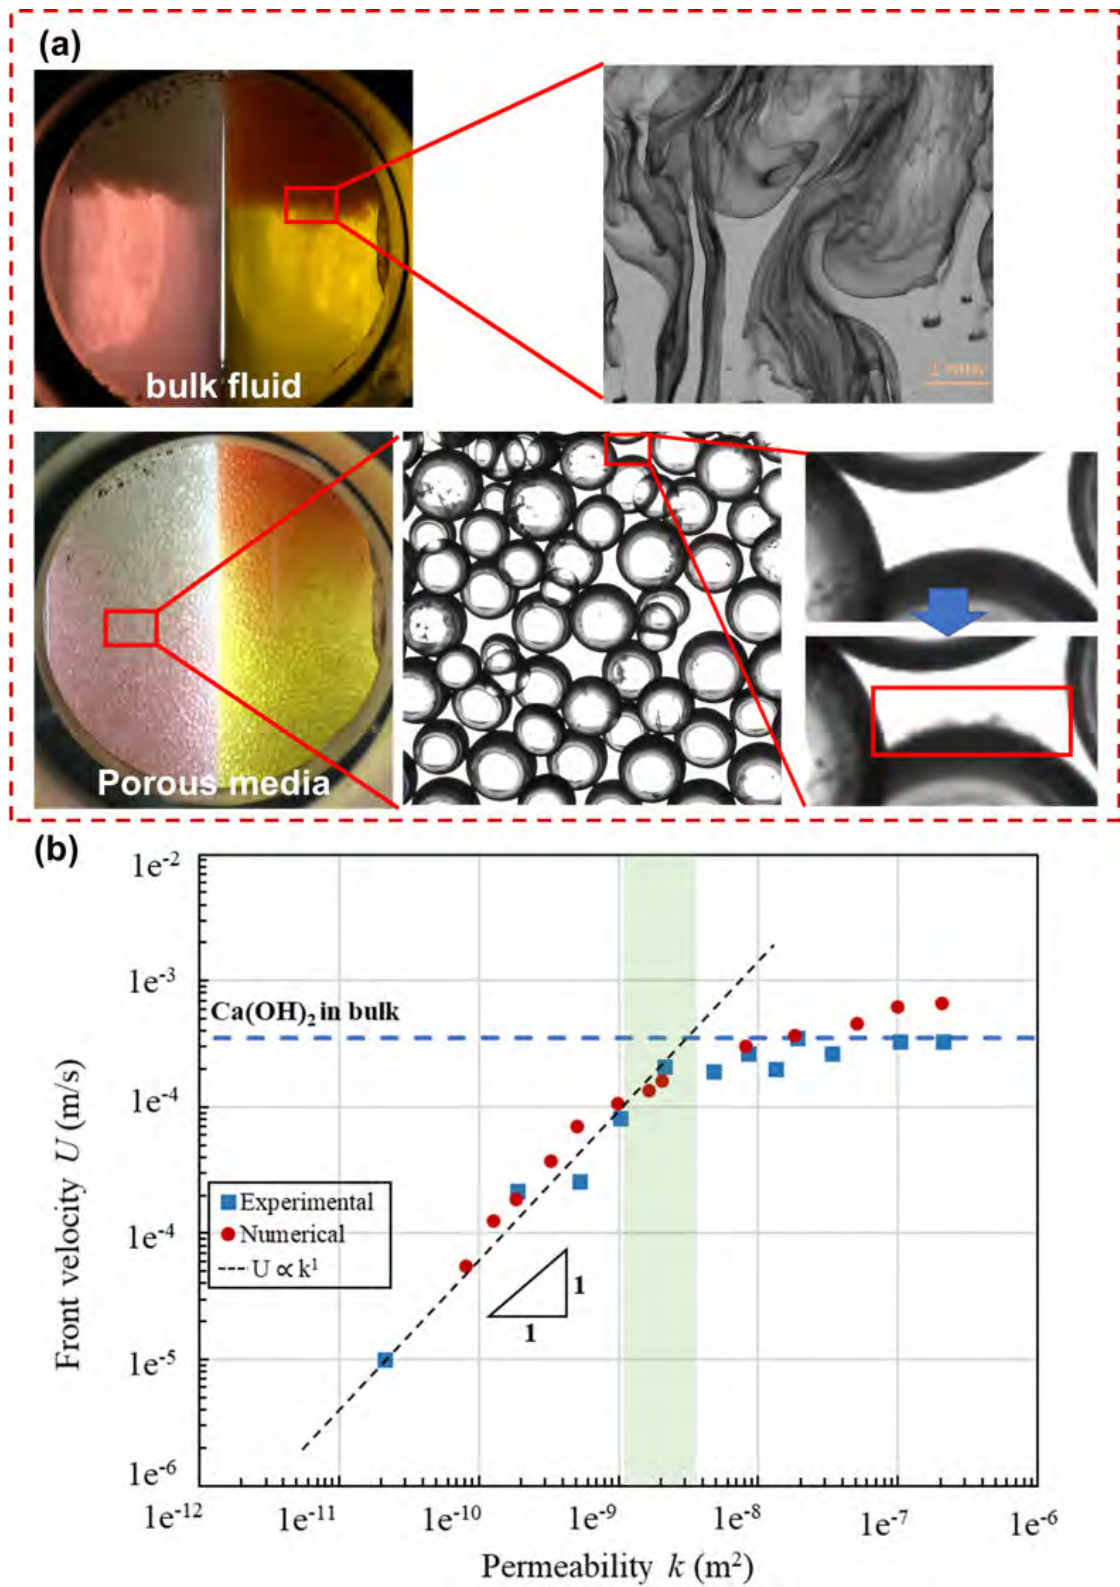 (a)
bulk fluid
1 mm
Porous media
(b)
1e-2
1e-3
Ca(OH)2 in bulk
1e-4
Experimental
Numerical
U ∝ k¹
1
1
1e-4
1e-5
1e-6
Front velocity U (m/s)
1e-12
1e-11
1e-10
1e-9
1e-8
1e-7
1e-6
Permeability k (m²)